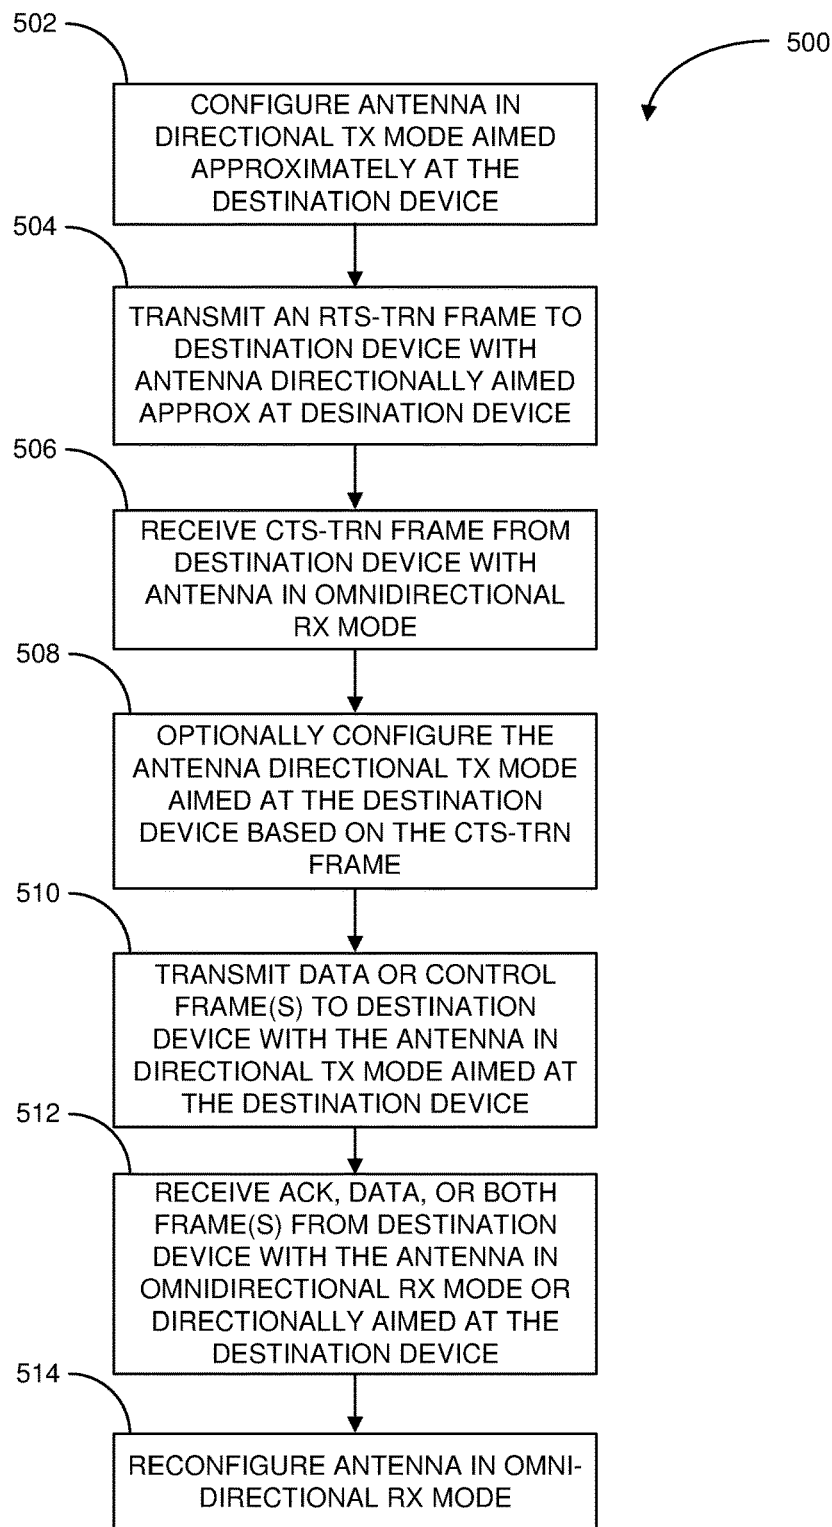 502
500
CONFIGURE ANTENNA IN
DIRECTIONAL TX MODE AIMED
APPROXIMATELY AT THE
DESTINATION DEVICE
504
TRANSMIT AN RTS-TRN FRAME TO
DESTINATION DEVICE WITH
ANTENNA DIRECTIONALLY AIMED
APPROX AT DESINATION DEVICE
506
RECEIVE CTS-TRN FRAME FROM
DESTINATION DEVICE WITH
ANTENNA IN OMNIDIRECTIONAL
RX MODE
508
OPTIONALLY CONFIGURE THE
ANTENNA DIRECTIONAL TX MODE
AIMED AT THE DESTINATION
DEVICE BASED ON THE CTS-TRN
FRAME
510
TRANSMIT DATA OR CONTROL
FRAME(S) TO DESTINATION
DEVICE WITH THE ANTENNA IN
DIRECTIONAL TX MODE AIMED AT
THE DESTINATION DEVICE
512
RECEIVE ACK, DATA, OR BOTH
FRAME(S) FROM DESTINATION
DEVICE WITH THE ANTENNA IN
OMNIDIRECTIONAL RX MODE OR
DIRECTIONALLY AIMED AT THE
DESTINATION DEVICE
514
RECONFIGURE ANTENNA IN OMNI-
DIRECTIONAL RX MODE